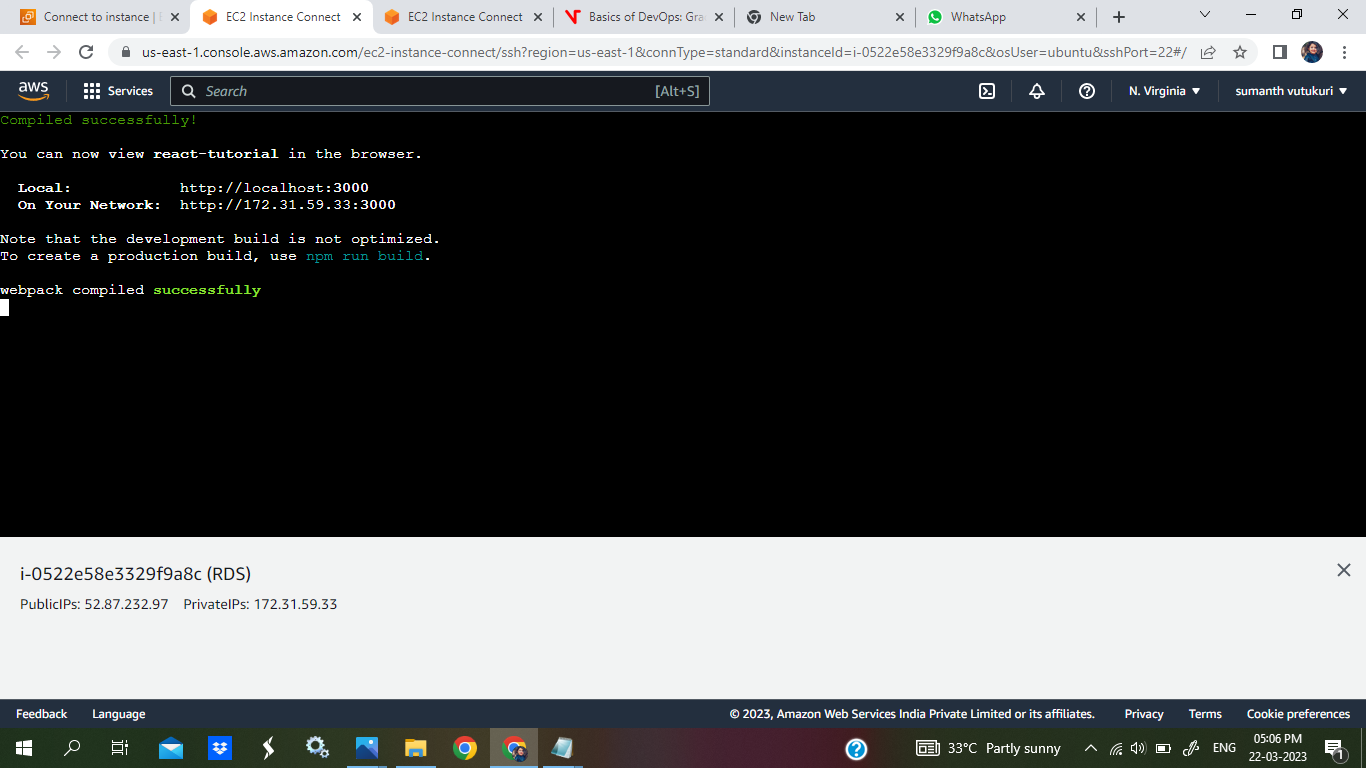 Connect to instance | E
EC2 Instance Connect
EC2 Instance Connect
Basics of DevOps: Gra
New Tab
WhatsApp
us-east-1.console.aws.amazon.com/ec2-instance-connect/ssh?region=us-east-1&connType=standard&instanceId=i-0522e58e3329f9a8c&osUser=ubuntu&sshPort=22#/
aws
Services
Search
[Alt+S]
N. Virginia
sumanth vutukuri
Compiled successfully!
You can now view react-tutorial in the browser.
Local: http://localhost:3000
On Your Network: http://172.31.59.33:3000
Note that the development build is not optimized.
To create a production build, use npm run build.
webpack compiled successfully
i-0522e58e3329f9a8c (RDS)
PublicIPs: 52.87.232.97 PrivateIPs: 172.31.59.33
Feedback Language © 2023, Amazon Web Services India Private Limited or its affiliates. Privacy Terms Cookie preferences
33°C Partly sunny
ENG
05:06 PM
22-03-2023
1